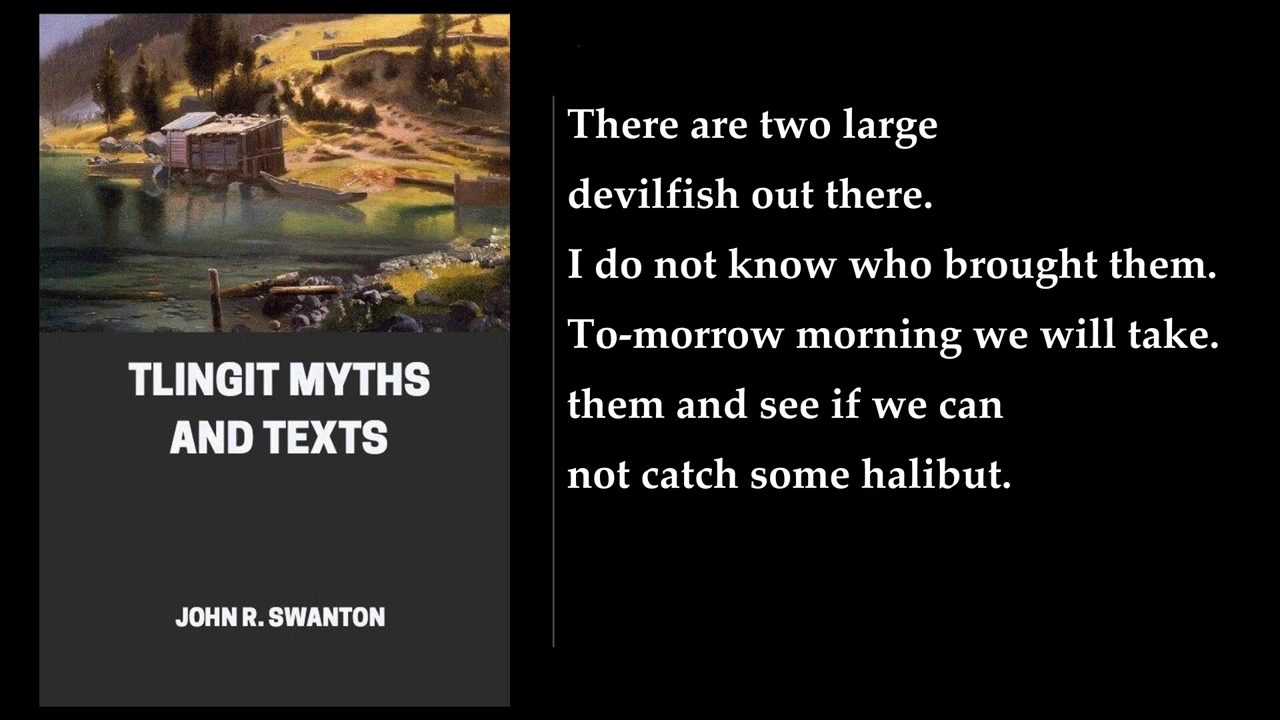 TLINGIT MYTHS
AND TEXTS
JOHN R. SWANTON
There are two large
devilfish out there.
I do not know who brought them.
To-morrow morning we will take.
them and see if we can
not catch some halibut.